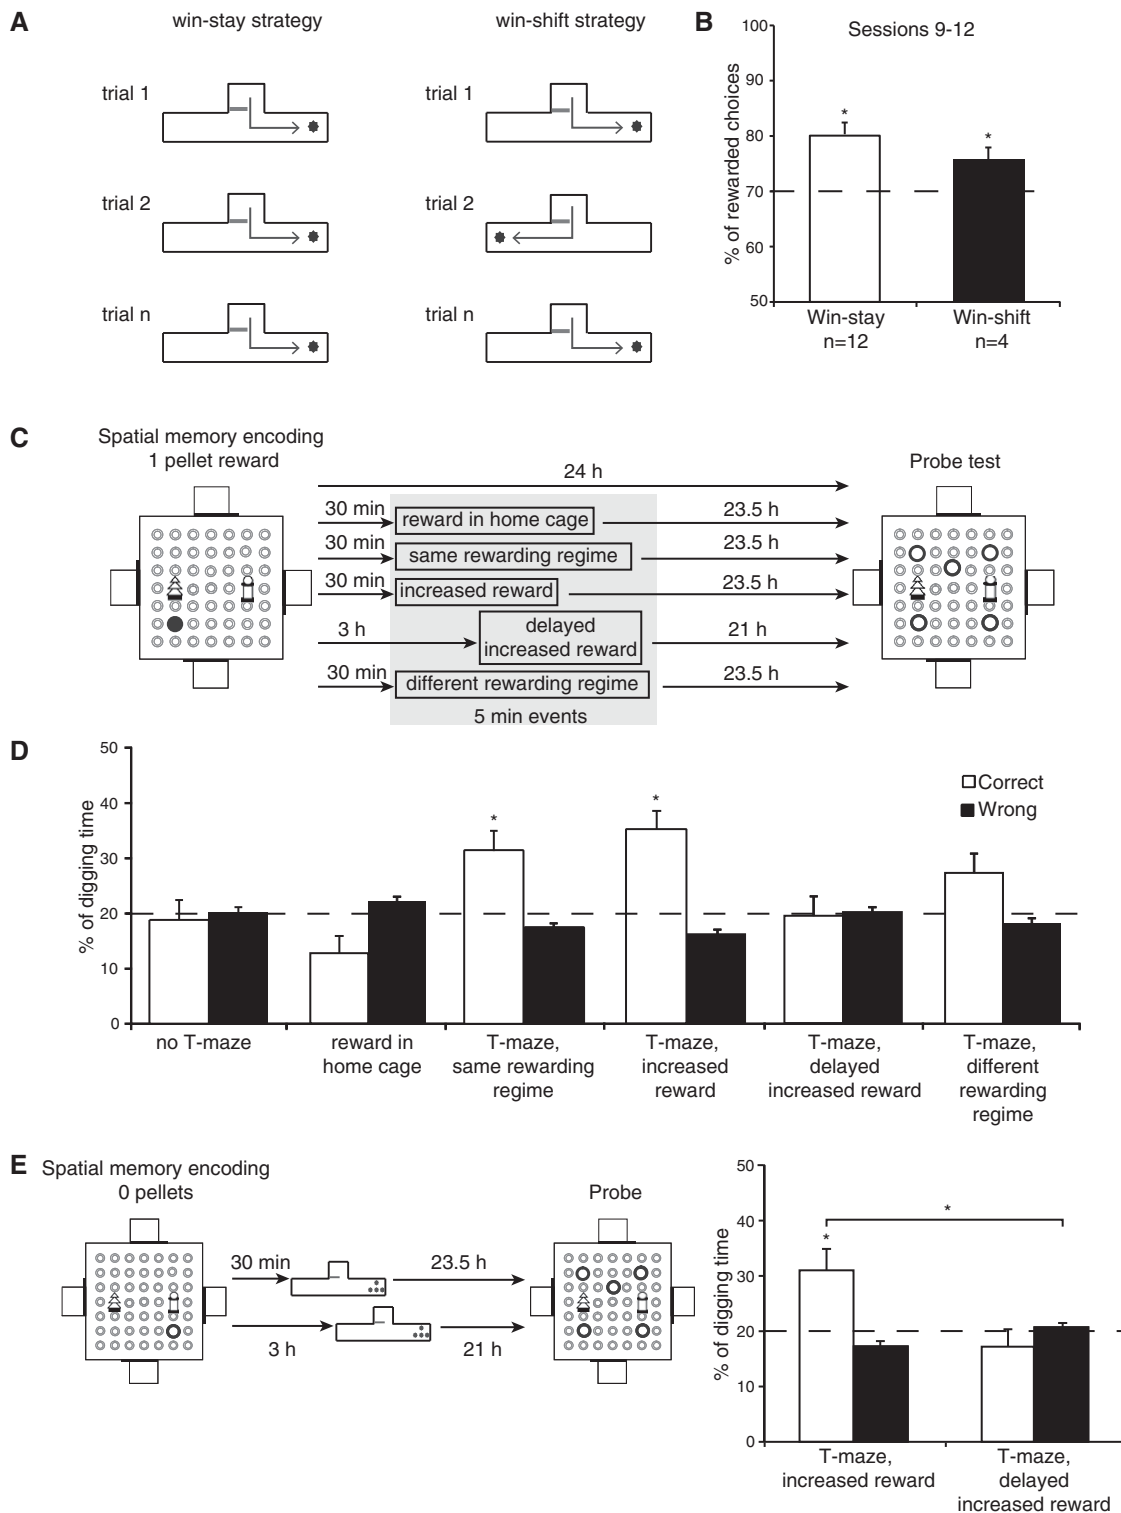 A
win-stay strategy
win-shift strategy
trial 1
trial 1
trial 2
trial 2
trial n
trial n
B
Sessions 9-12
% of rewarded choices
100
90
80
70
60
50
*
*
Win-stay
n=12
Win-shift
n=4
C
Spatial memory encoding
1 pellet reward
24 h
Probe test
30 min
reward in home cage
23.5 h
30 min
same rewarding regime
23.5 h
30 min
increased reward
23.5 h
3 h
delayed
increased reward
21 h
30 min
different rewarding regime
23.5 h
5 min events
D
% of digging time
50
40
30
20
10
0
*
*
Correct
Wrong
no T-maze
reward in
home cage
T-maze,
same rewarding
regime
T-maze,
increased
reward
T-maze,
delayed
increased reward
T-maze,
different
rewarding
regime
E
Spatial memory encoding
0 pellets
Probe
30 min
23.5 h
3 h
21 h
% of digging time
50
40
30
20
10
0
*
*
T-maze,
increased reward
T-maze,
delayed
increased reward